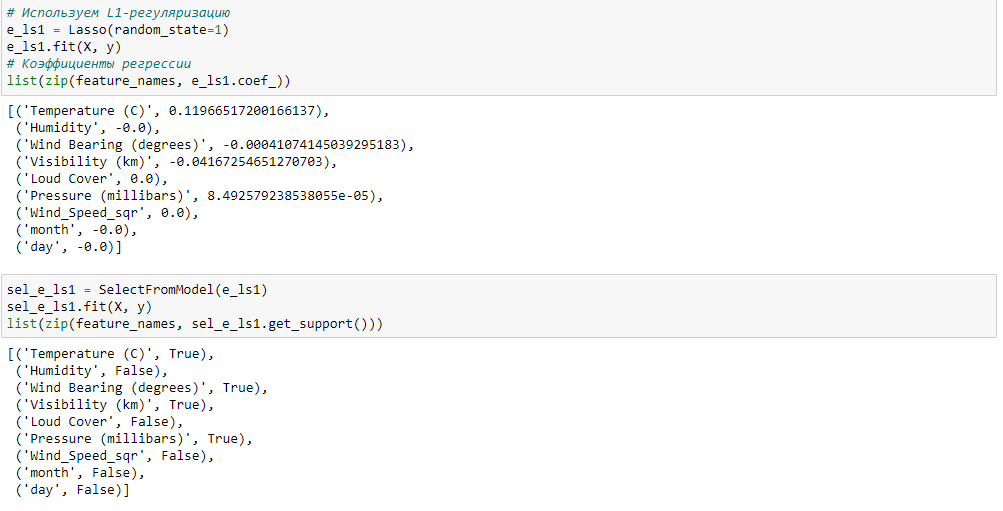 # Используем L1-регуляризацию
e_ls1 = Lasso(random_state=1)
e_ls1.fit(X, y)
# Коэффициенты регрессии
list(zip(feature_names, e_ls1.coef_))
[('Temperature (C)', 0.11966517200166137),
('Humidity', -0.0),
('Wind Bearing (degrees)', -0.00041074145039295183),
('Visibility (km)', -0.04167254651270703),
('Loud Cover', 0.0),
('Pressure (millibars)', 8.492579238538055e-05),
('Wind_Speed_sqr', 0.0),
('month', -0.0),
('day', -0.0)]
sel_e_ls1 = SelectFromModel(e_ls1)
sel_e_ls1.fit(X, y)
list(zip(feature_names, sel_e_ls1.get_support()))
[('Temperature (C)', True),
('Humidity', False),
('Wind Bearing (degrees)', True),
('Visibility (km)', True),
('Loud Cover', False),
('Pressure (millibars)', True),
('Wind_Speed_sqr', False),
('month', False),
('day', False)]